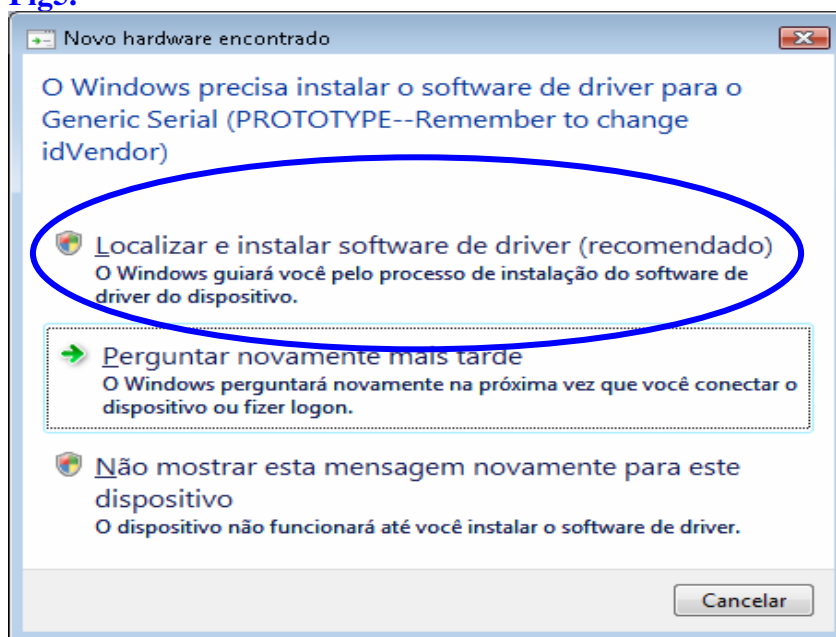 Fig5.
Novo hardware encontrado
O Windows precisa instalar o software de driver para o
Generic Serial (PROTOTYPE--Remember to change
idVendor)
Localizar e instalar software de driver (recomendado)
O Windows guiará você pelo processo de instalação do software de
driver do dispositivo.
Perguntar novamente mais tarde
O Windows perguntará novamente na próxima vez que você conectar o
dispositivo ou fizer logon.
Não mostrar esta mensagem novamente para este
dispositivo
O dispositivo não funcionará até você instalar o software de driver.
Cancelar